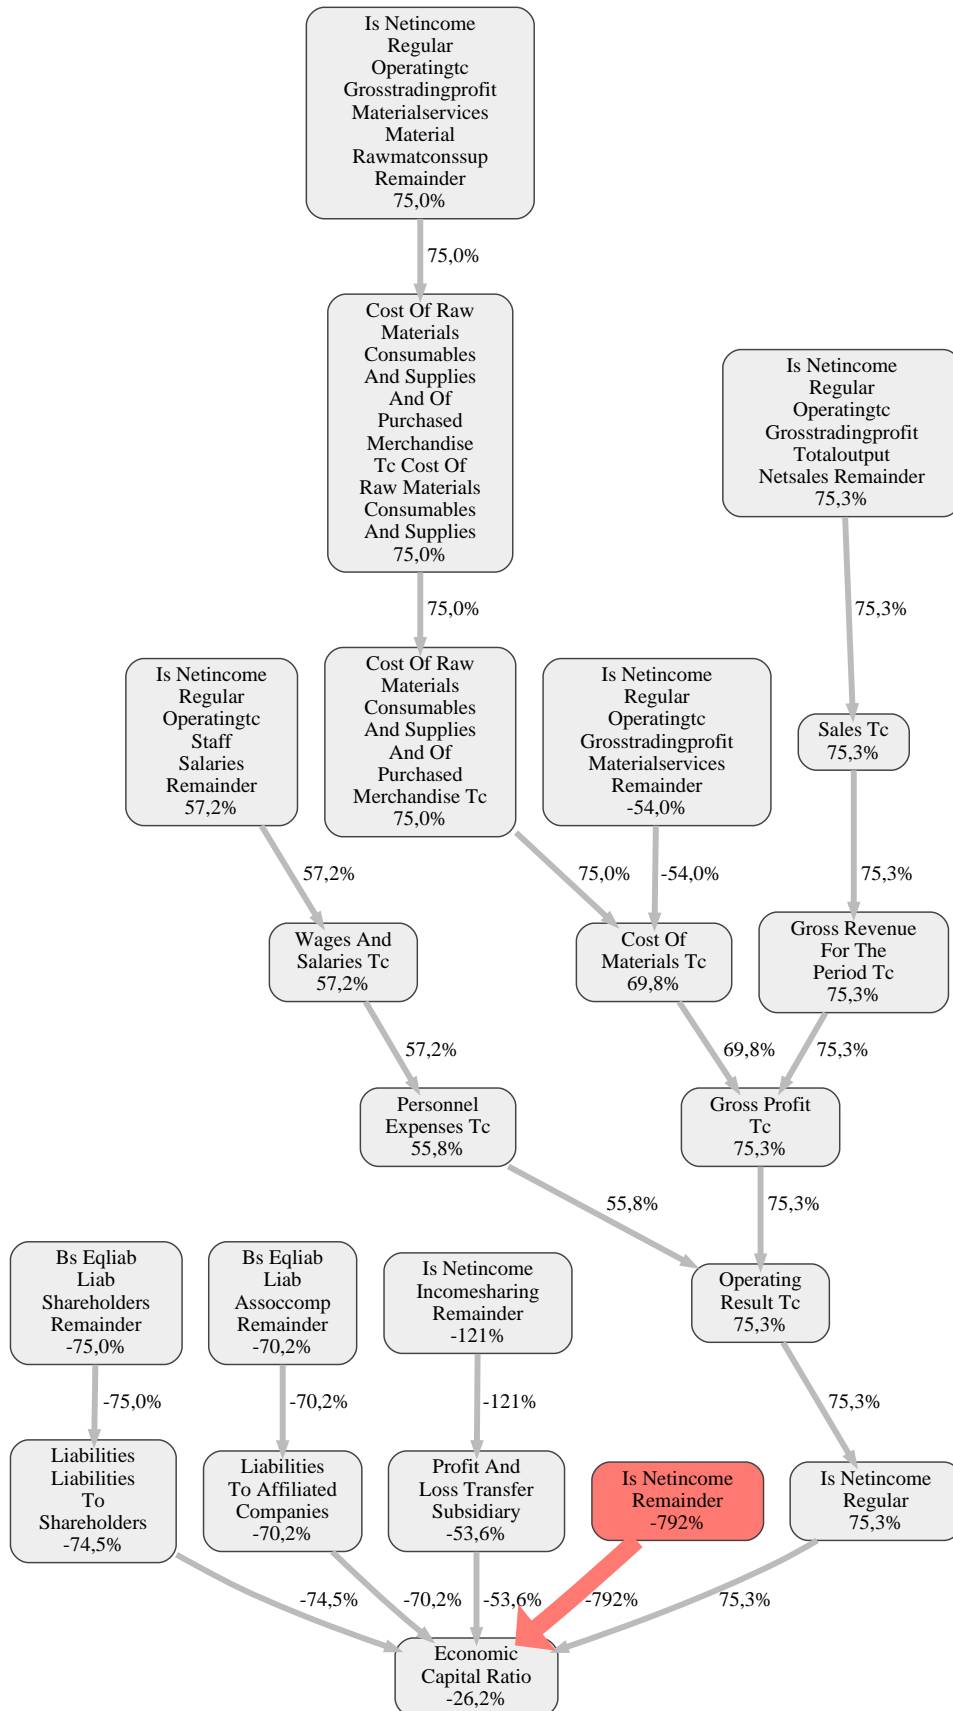 Is Netincome
Regular
Operatingtc
Grosstradingprofit
Materialservices
Material
Rawmatconssup
Remainder
75,0%
75,0%
Cost Of Raw
Materials
Consumables
And Supplies
And Of
Purchased
Merchandise
Tc Cost Of
Raw Materials
Consumables
And Supplies
75,0%
Is Netincome
Regular
Operatingtc
Grosstradingprofit
Totaloutput
Netsales Remainder
75,3%
75,0%
75,3%
Is Netincome
Regular
Operatingtc
Staff
Salaries
Remainder
57,2%
Cost Of Raw
Materials
Consumables
And Supplies
And Of
Purchased
Merchandise Tc
75,0%
Is Netincome
Regular
Operatingtc
Grosstradingprofit
Materialservices
Remainder
-54,0%
Sales Tc
75,3%
57,2%
75,0%
-54,0%
75,3%
Wages And
Salaries Tc
57,2%
Cost Of
Materials Tc
69,8%
Gross Revenue
For The
Period Tc
75,3%
57,2%
69,8%
75,3%
Personnel
Expenses Tc
55,8%
Gross Profit
Tc
75,3%
55,8%
75,3%
Bs Eqliab
Liab
Shareholders
Remainder
-75,0%
Bs Eqliab
Liab
Assoccomp
Remainder
-70,2%
Is Netincome
Incomesharing
Remainder
-121%
Operating
Result Tc
75,3%
-75,0%
-70,2%
-121%
75,3%
Liabilities
Liabilities
To
Shareholders
-74,5%
Liabilities
To Affiliated
Companies
-70,2%
Profit And
Loss Transfer
Subsidiary
-53,6%
Is Netincome
Remainder
-792%
Is Netincome
Regular
75,3%
-74,5%
-70,2%
-53,6%
-792%
75,3%
Economic
Capital Ratio
-26,2%